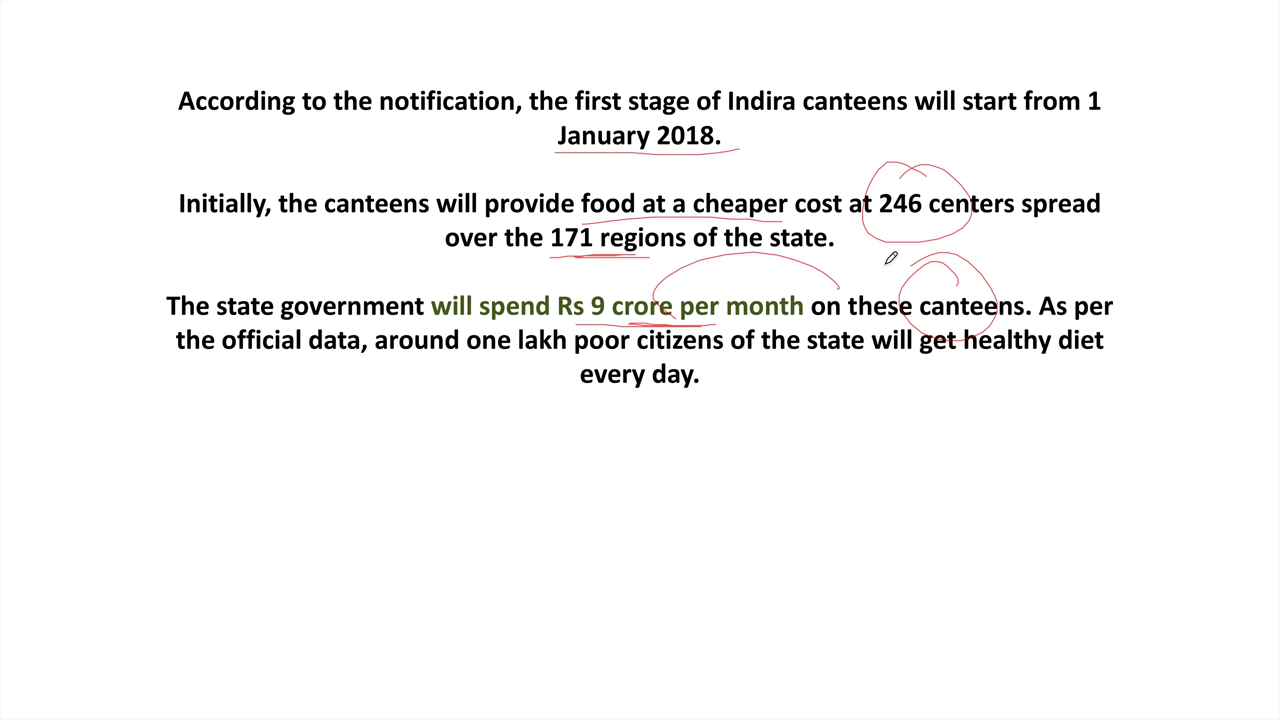 According to the notification, the first stage of Indira canteens will start from 1
January 2018.
Initially, the canteens will provide food at a cheaper cost at 246 centers spread
over the 171 regions of the state.
The state government will spend Rs 9 crore per month on these canteens. As per
the official data, around one lakh poor citizens of the state will get healthy diet
every day.